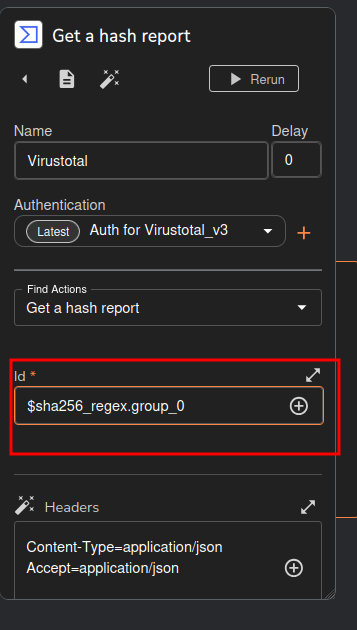 Get a hash report
Rerun
Name
Delay
Virustotal
0
Authentication
Latest
Auth for Virustotal_v3
Find Actions
Get a hash report
Id *
$sha256_regex.group_0
Headers
Content-Type=application/json
Accept=application/json